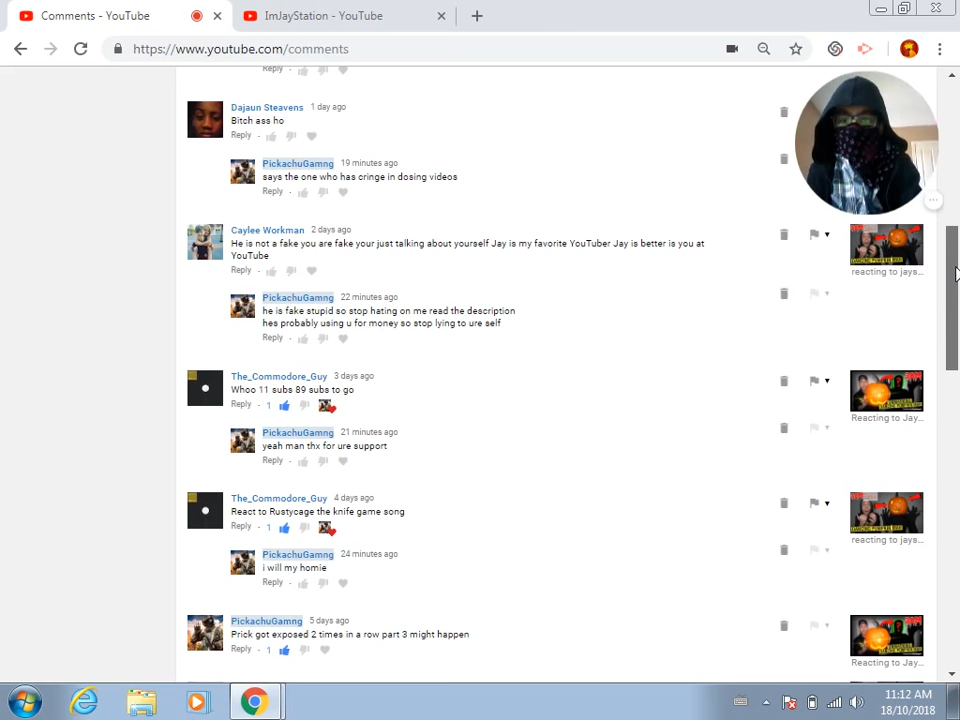 Comments - YouTube
ImJayStation - YouTube
https://www.youtube.com/comments
Reply
Dajaun Steavens 1 day ago
Bitch ass ho
Reply
PickachuGamng 19 minutes ago
says the one who has cringe in dosing videos
Reply
Caylee Workman 2 days ago
He is not a fake you are fake your just talking about yourself Jay is my favorite YouTuber Jay is better is you at
YouTube
Reply
reacting to jays...
PickachuGamng 22 minutes ago
he is fake stupid so stop hating on me read the description
hes probably using u for money so stop lying to ure self
Reply
The_Commodore_Guy 3 days ago
Whoo 11 subs 89 subs to go
Reply 1
Reacting to Jay...
PickachuGamng 21 minutes ago
yeah man thx for ure support
Reply
The_Commodore_Guy 4 days ago
React to Rustycage the knife game song
Reply 1
reacting to jays...
PickachuGamng 24 minutes ago
i will my homie
Reply
PickachuGamng 5 days ago
Prick got exposed 2 times in a row part 3 might happen
Reply 1
Reacting to Jay...
11:12 AM
18/10/2018